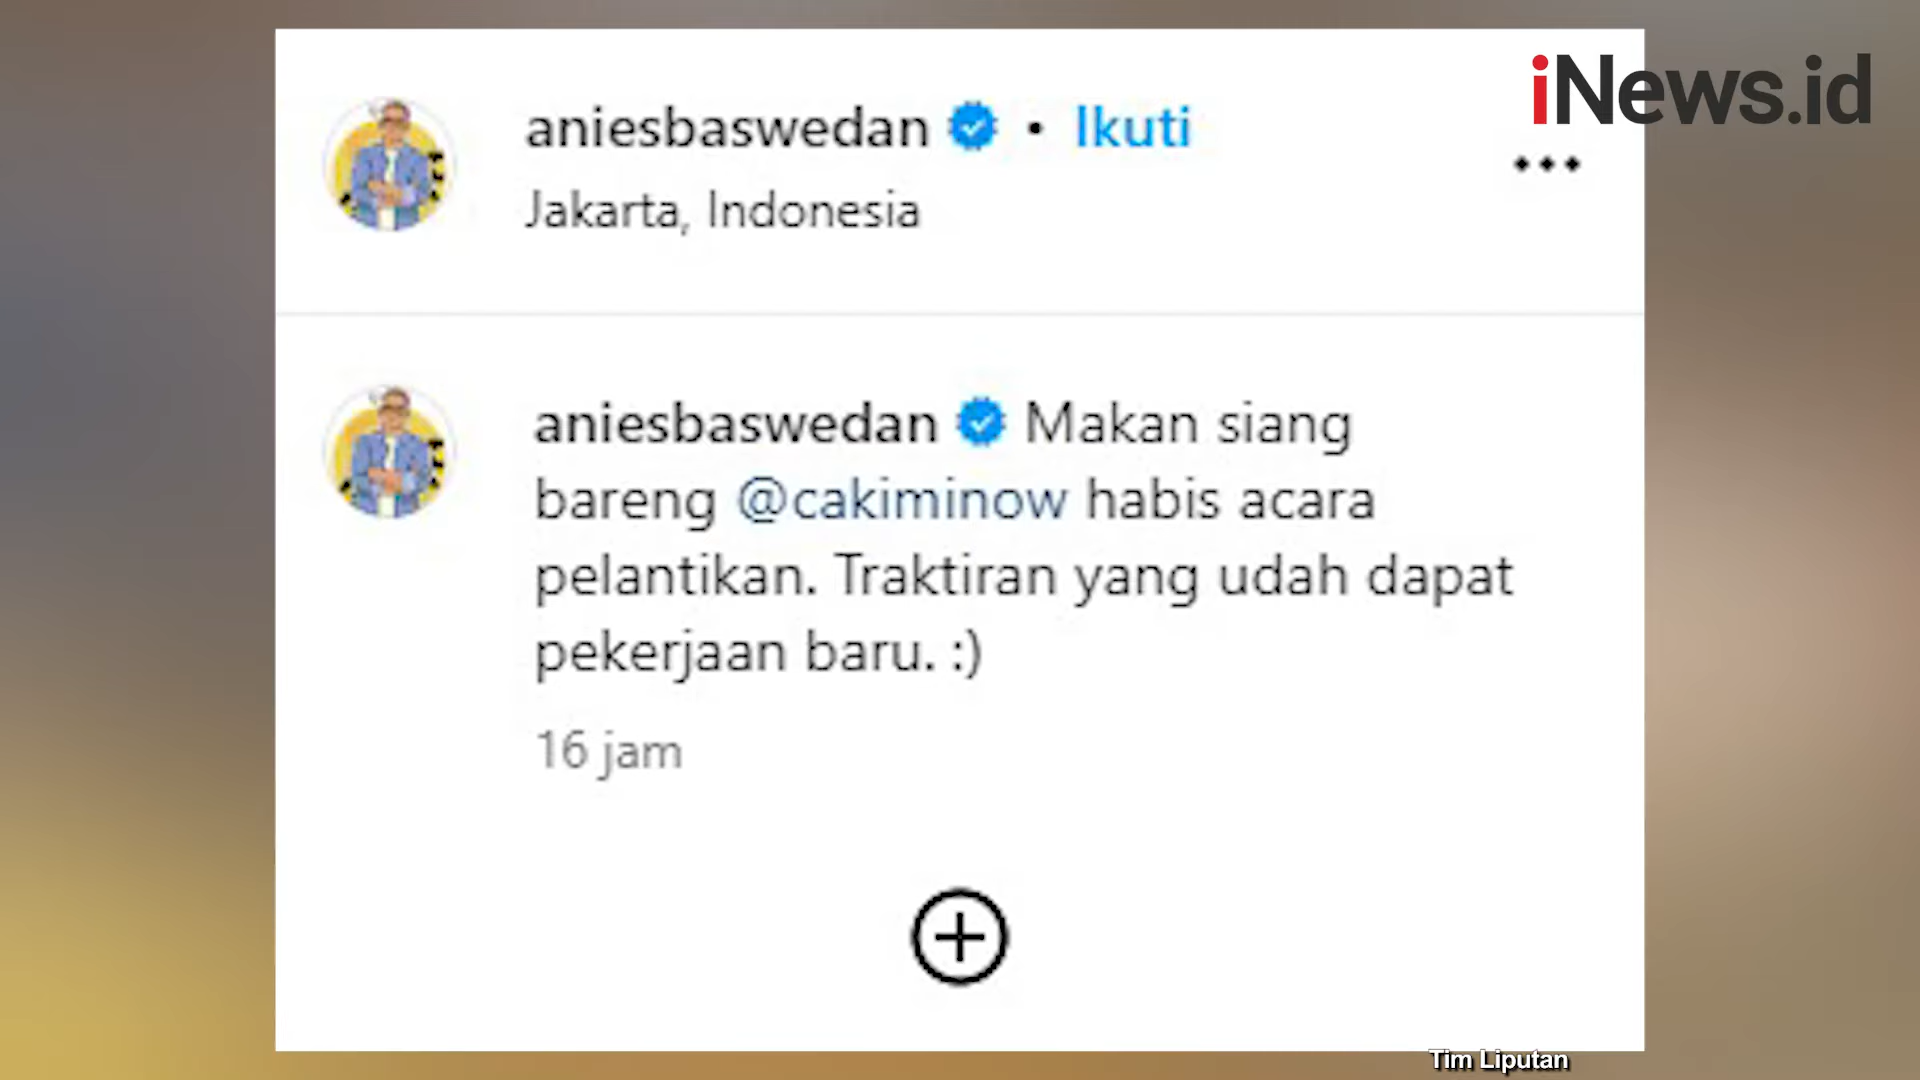 iNews.id
aniesbaswedan • Ikuti
Jakarta, Indonesia
aniesbaswedan Makan siang
bareng @cakiminow habis acara
pelantikan. Traktiran yang udah dapat
pekerjaan baru. :)
16 jam
Tim Liputan